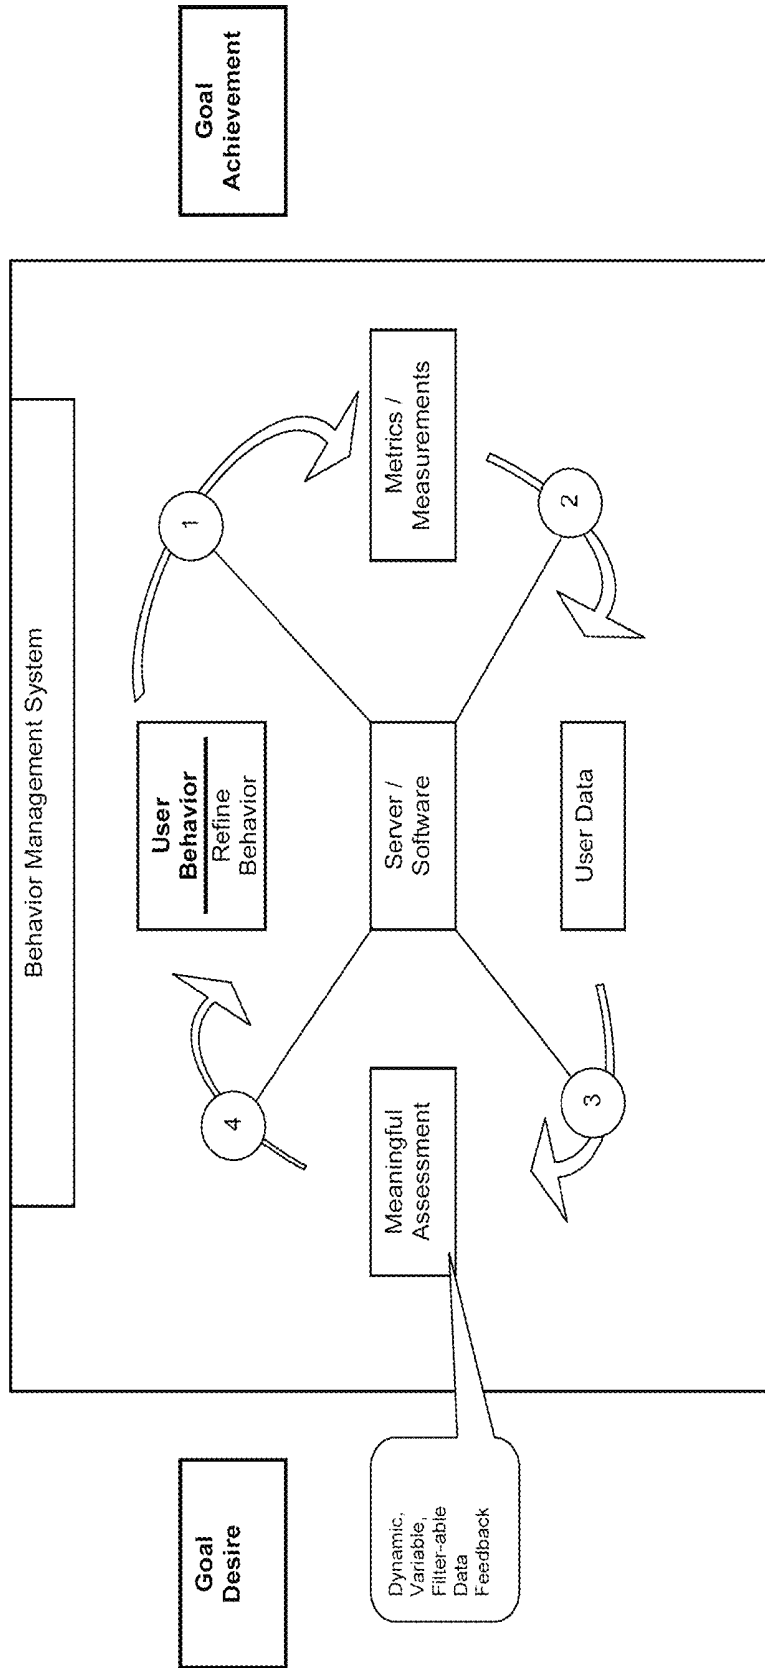 Behavior Management System
Goal
Desire
Goal
Achievement
User
Behavior
Refine
Behavior
1
4
Meaningful
Assessment
Server /
Software
Metrics /
Measurements
Dynamic,
Variable,
Filter-able
Data
Feedback
3
User Data
2